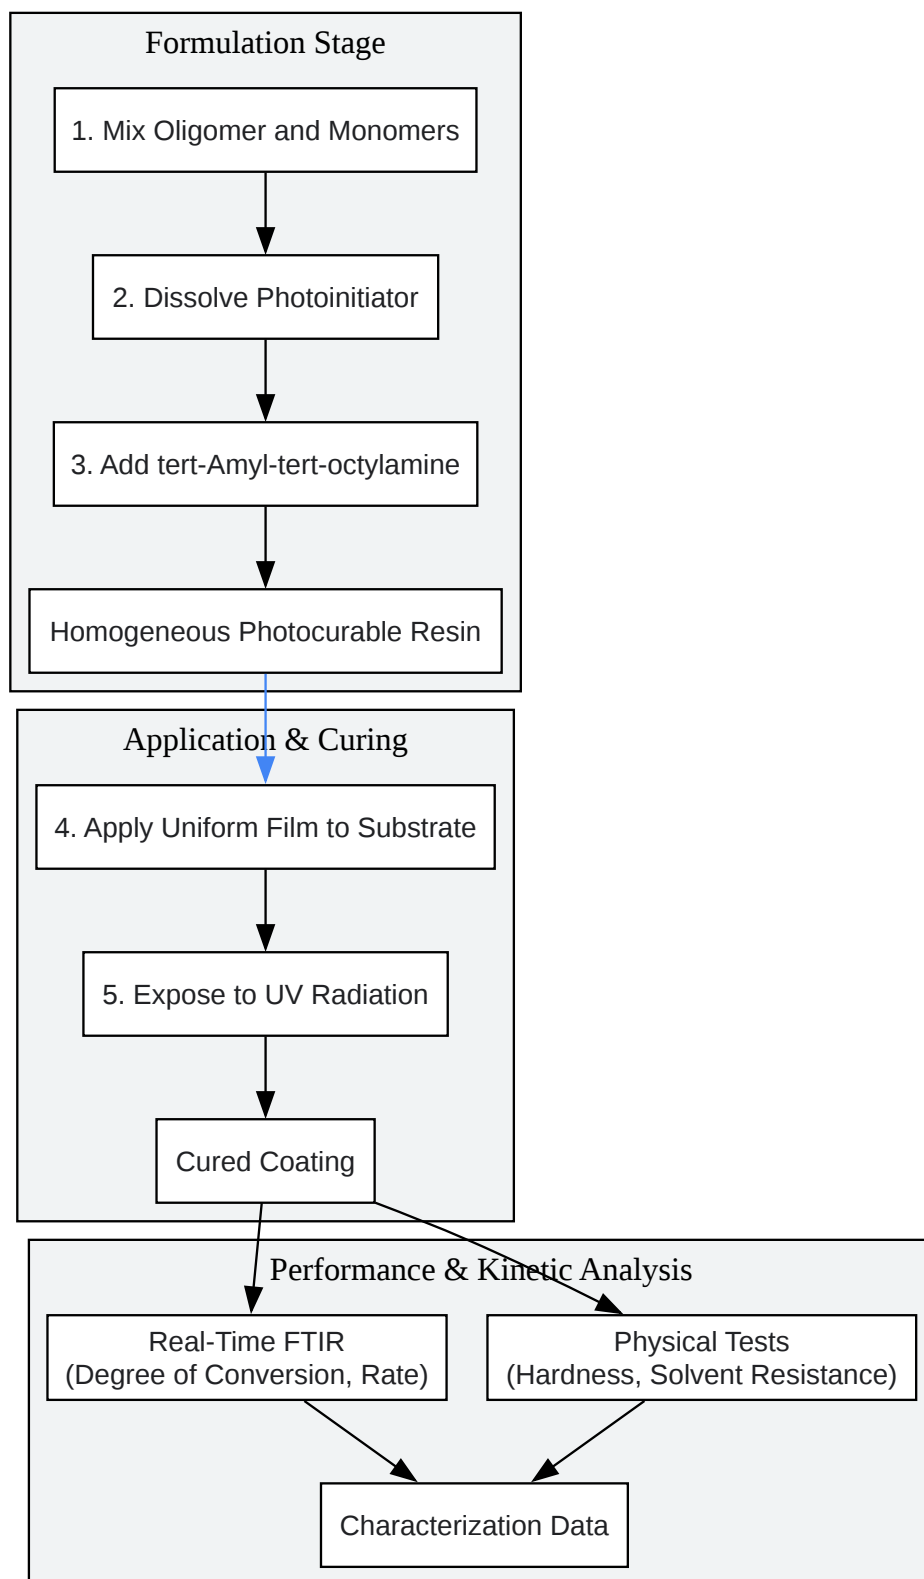 Formulation Stage
1. Mix Oligomer and Monomers
2. Dissolve Photoinitiator
3. Add tert-Amyl-tert-octylamine
Homogeneous Photocurable Resin
Application & Curing
4. Apply Uniform Film to Substrate
5. Expose to UV Radiation
Cured Coating
Performance & Kinetic Analysis
Real-Time FTIR
(Degree of Conversion, Rate)
Physical Tests
(Hardness, Solvent Resistance)
Characterization Data